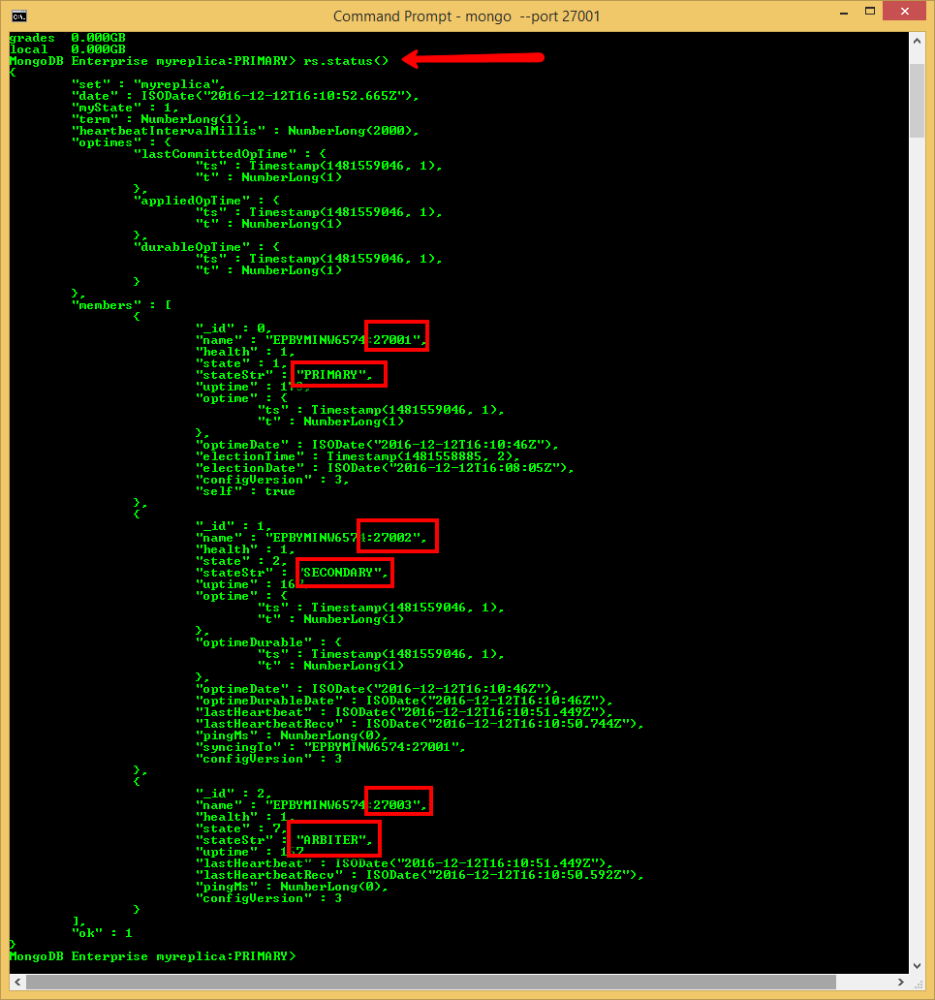 Command Prompt - mongo  --port 27001
grades  0.000GB
local   0.000GB
MongoDB Enterprise myreplica:PRIMARY> rs.status()
{
        "set" : "myreplica",
        "date" : ISODate("2016-12-12T16:10:52.665Z"),
        "myState" : 1,
        "term" : NumberLong(1),
        "heartbeatIntervalMillis" : NumberLong(2000),
        "optimes" : {
                "lastCommittedOpTime" : {
                        "ts" : Timestamp(1481559046, 1),
                        "t" : NumberLong(1)
                },
                "appliedOpTime" : {
                        "ts" : Timestamp(1481559046, 1),
                        "t" : NumberLong(1)
                },
                "durableOpTime" : {
                        "ts" : Timestamp(1481559046, 1),
                        "t" : NumberLong(1)
                }
        },
        "members" : [
                {
                        "_id" : 0,
                        "name" : "EPBYMINW6574:27001",
                        "health" : 1,
                        "state" : 1,
                        "stateStr" : "PRIMARY",
                        "uptime" :
                        "optime" : {
                                "ts" : Timestamp(1481559046, 1),
                                "t" : NumberLong(1)
                        },
                        "optimeDate" : ISODate("2016-12-12T16:10:46Z"),
                        "electionTime" : Timestamp(1481558885, 2),
                        "electionDate" : ISODate("2016-12-12T16:08:05Z"),
                        "configVersion" : 3,
                        "self" : true
                },
                {
                        "_id" : 1,
                        "name" : "EPBYMINW6574:27002",
                        "health" : 1,
                        "state" : 2,
                        "stateStr" : "SECONDARY",
                        "uptime" :
                        "optime" : {
                                "ts" : Timestamp(1481559046, 1),
                                "t" : NumberLong(1)
                        },
                        "optimeDurable" : {
                                "ts" : Timestamp(1481559046, 1),
                                "t" : NumberLong(1)
                        },
                        "optimeDate" : ISODate("2016-12-12T16:10:46Z"),
                        "optimeDurableDate" : ISODate("2016-12-12T16:10:46Z"),
                        "lastHeartbeat" : ISODate("2016-12-12T16:10:51.449Z"),
                        "lastHeartbeatRecv" : ISODate("2016-12-12T16:10:50.744Z"),
                        "pingMs" : NumberLong(0),
                        "syncingTo" : "EPBYMINW6574:27001",
                        "configVersion" : 3
                },
                {
                        "_id" : 2,
                        "name" : "EPBYMINW6574:27003",
                        "health" : 1,
                        "state" : 7,
                        "stateStr" : "ARBITER",
                        "uptime" :
                        "lastHeartbeat" : ISODate("2016-12-12T16:10:51.449Z"),
                        "lastHeartbeatRecv" : ISODate("2016-12-12T16:10:50.592Z"),
                        "pingMs" : NumberLong(0),
                        "configVersion" : 3
                }
        ],
        "ok" : 1
}
MongoDB Enterprise myreplica:PRIMARY>